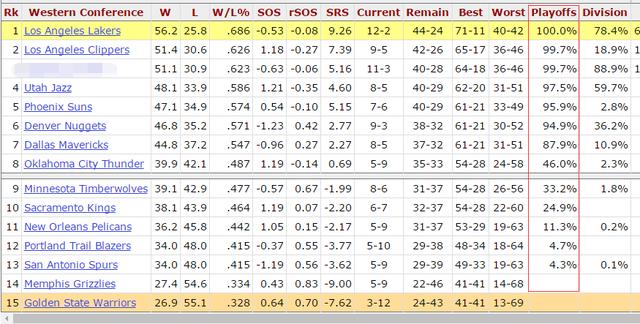 Rk Western Conference W L W/L% SOS rSOS SRS Current Remain Best Worst Playoffs Division
1 Los Angeles Lakers 56.2 25.8 .686 -0.53 -0.08 9.26 12-2 44-24 71-11 40-42 100.0% 78.4% 6
2 Los Angeles Clippers 51.4 30.6 .626 1.18 -0.27 7.39 9-5 42-26 65-17 36-46 99.7% 18.9% 1
51.1 30.9 .623 -0.63 -0.06 5.16 11-3 40-28 64-18 36-46 99.7% 88.9% 1
4 Utah Jazz 48.1 33.9 .586 1.21 -0.35 4.60 8-5 40-29 62-20 31-51 97.5% 59.7%
5 Phoenix Suns 47.1 34.9 .574 0.54 -0.10 5.15 7-6 40-29 61-21 33-49 95.9% 2.8%
6 Denver Nuggets 46.8 35.2 .571 -1.23 0.42 2.77 9-3 38-32 61-21 30-52 94.9% 36.2%
7 Dallas Mavericks 44.8 37.2 .547 -0.96 0.27 2.27 8-5 37-32 61-21 31-51 87.9% 10.9%
8 Oklahoma City Thunder 39.9 42.1 .487 1.19 -0.14 0.69 5-9 35-33 54-28 24-58 46.0% 2.3%
9 Minnesota Timberwolves 39.1 42.9 .477 -0.57 0.67 -1.99 8-6 31-37 54-28 26-56 33.2% 1.8%
10 Sacramento Kings 38.1 43.9 .464 1.19 0.07 -2.20 6-7 32-37 54-28 22-60 24.9%
11 New Orleans Pelicans 36.2 45.8 .442 1.05 0.15 -2.17 5-9 31-37 53-29 19-63 11.3% 0.2%
12 Portland Trail Blazers 34.0 48.0 .415 -0.37 0.55 -3.77 5-10 29-38 48-34 18-64 4.7%
13 San Antonio Spurs 34.0 48.0 .415 -1.19 0.56 -3.62 5-9 29-39 49-33 19-63 4.3% 0.1%
14 Memphis Grizzlies 27.4 54.6 .334 0.43 0.83 -9.00 5-9 22-46 41-41 14-68
15 Golden State Warriors 26.9 55.1 .328 0.64 0.70 -7.62 3-12 24-43 41-41 13-69